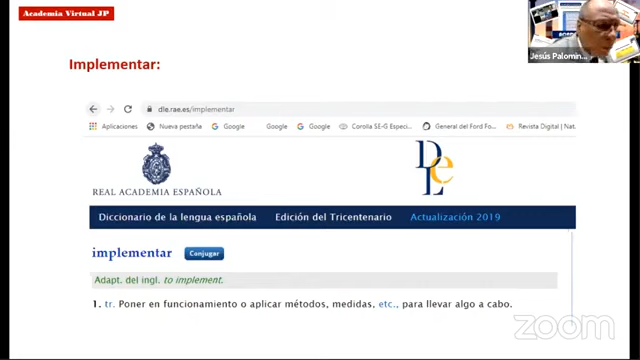 Academia Virtual JP
Jesús Palomin...
Implementar:
dle.rae.es/implementar
Aplicaciones Nueva pestaña Google Google Google Corolla SE-G Especi... General del Ford Fo... Revista Digital | Nat.
REAL ACADEMIA ESPAÑOLA
DLe
Diccionario de la lengua española Edición del Tricentenario Actualización 2019
implementar Conjugar
Adapt. del ingl. to implement.
1. tr. Poner en funcionamiento o aplicar métodos, medidas, etc., para llevar algo a cabo.
zoom